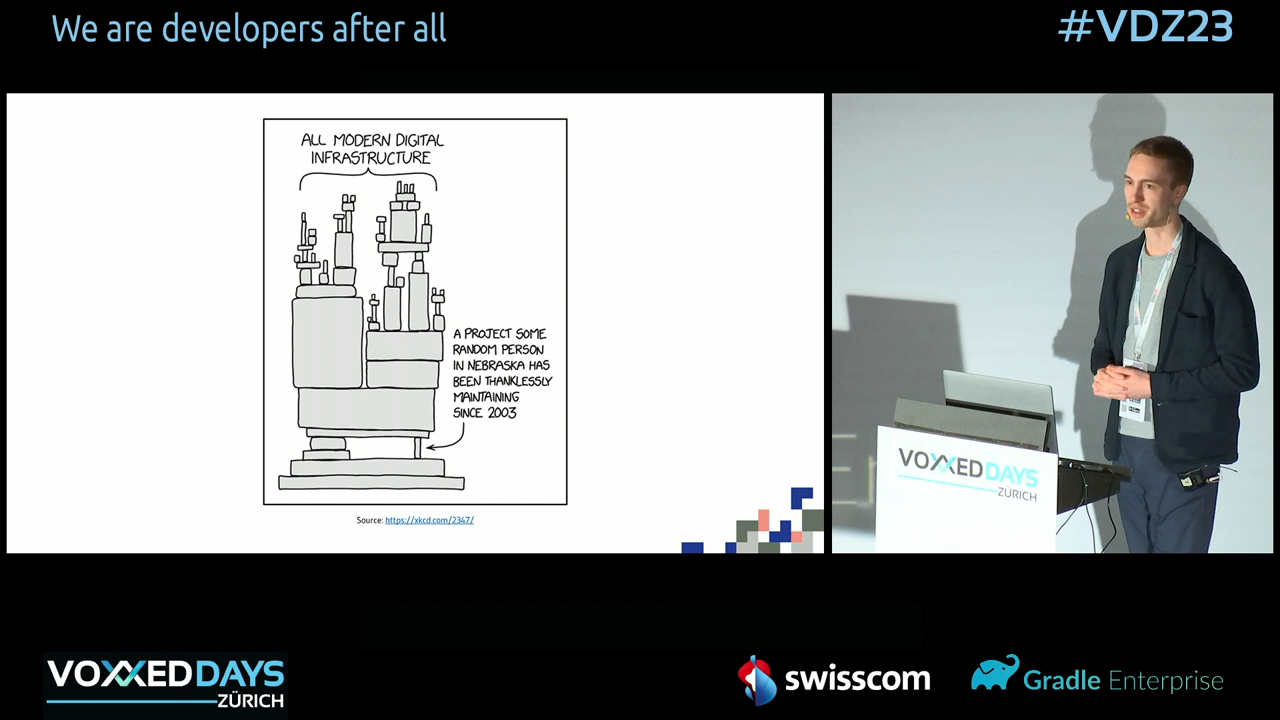 We are developers after all
#VDZ23
ALL MODERN DIGITAL
INFRASTRUCTURE
A PROJECT SOME
RANDOM PERSON
IN NEBRASKA HAS
BEEN THANKLESSLY
MAINTAINING
SINCE 2003
Source: https://xkcd.com/2347/
VOXXED DAYS
ZÜRICH
VOXXED DAYS
ZÜRICH
swisscom
Gradle Enterprise